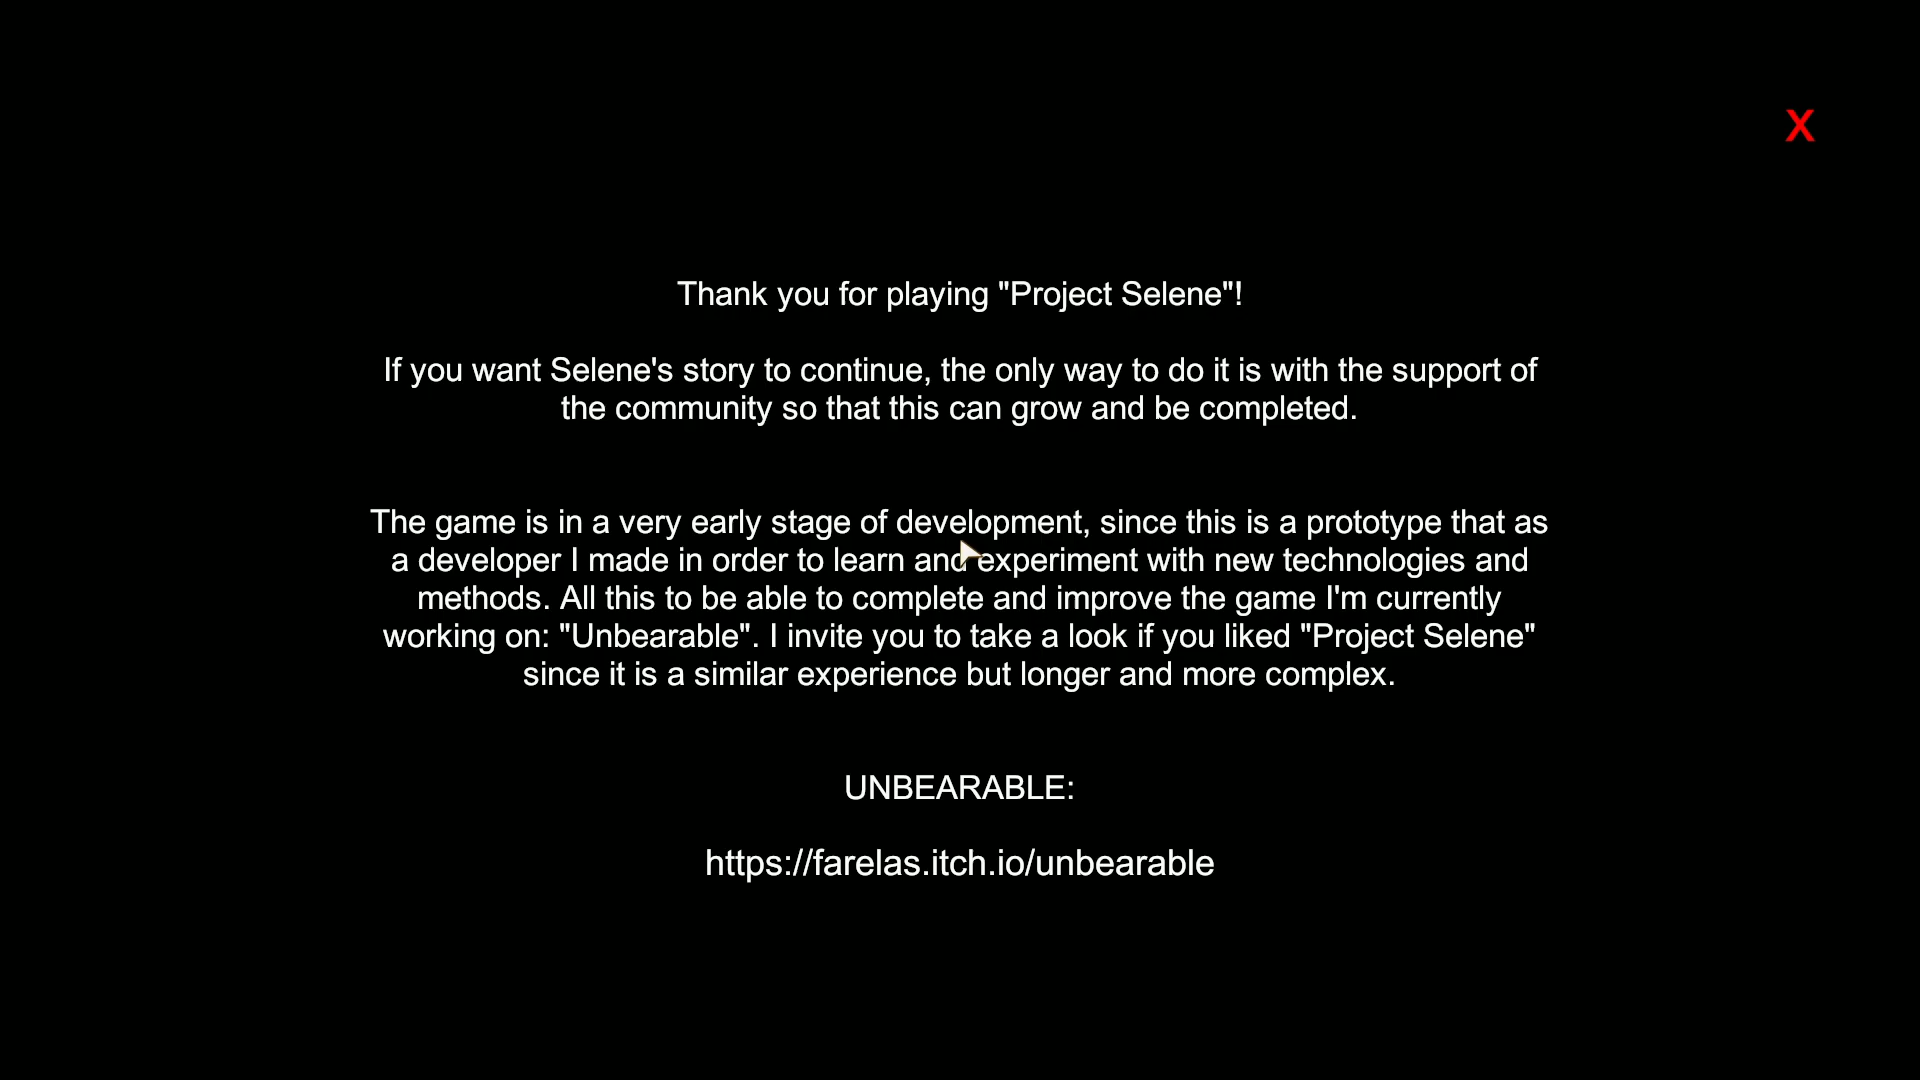 X
Thank you for playing "Project Selene"!
If you want Selene's story to continue, the only way to do it is with the support of
the community so that this can grow and be completed.
The game is in a very early stage of development, since this is a prototype that as
a developer I made in order to learn and experiment with new technologies and
methods. All this to be able to complete and improve the game I'm currently
working on: "Unbearable". I invite you to take a look if you liked "Project Selene"
since it is a similar experience but longer and more complex.
UNBEARABLE:
https://farelas.itch.io/unbearable